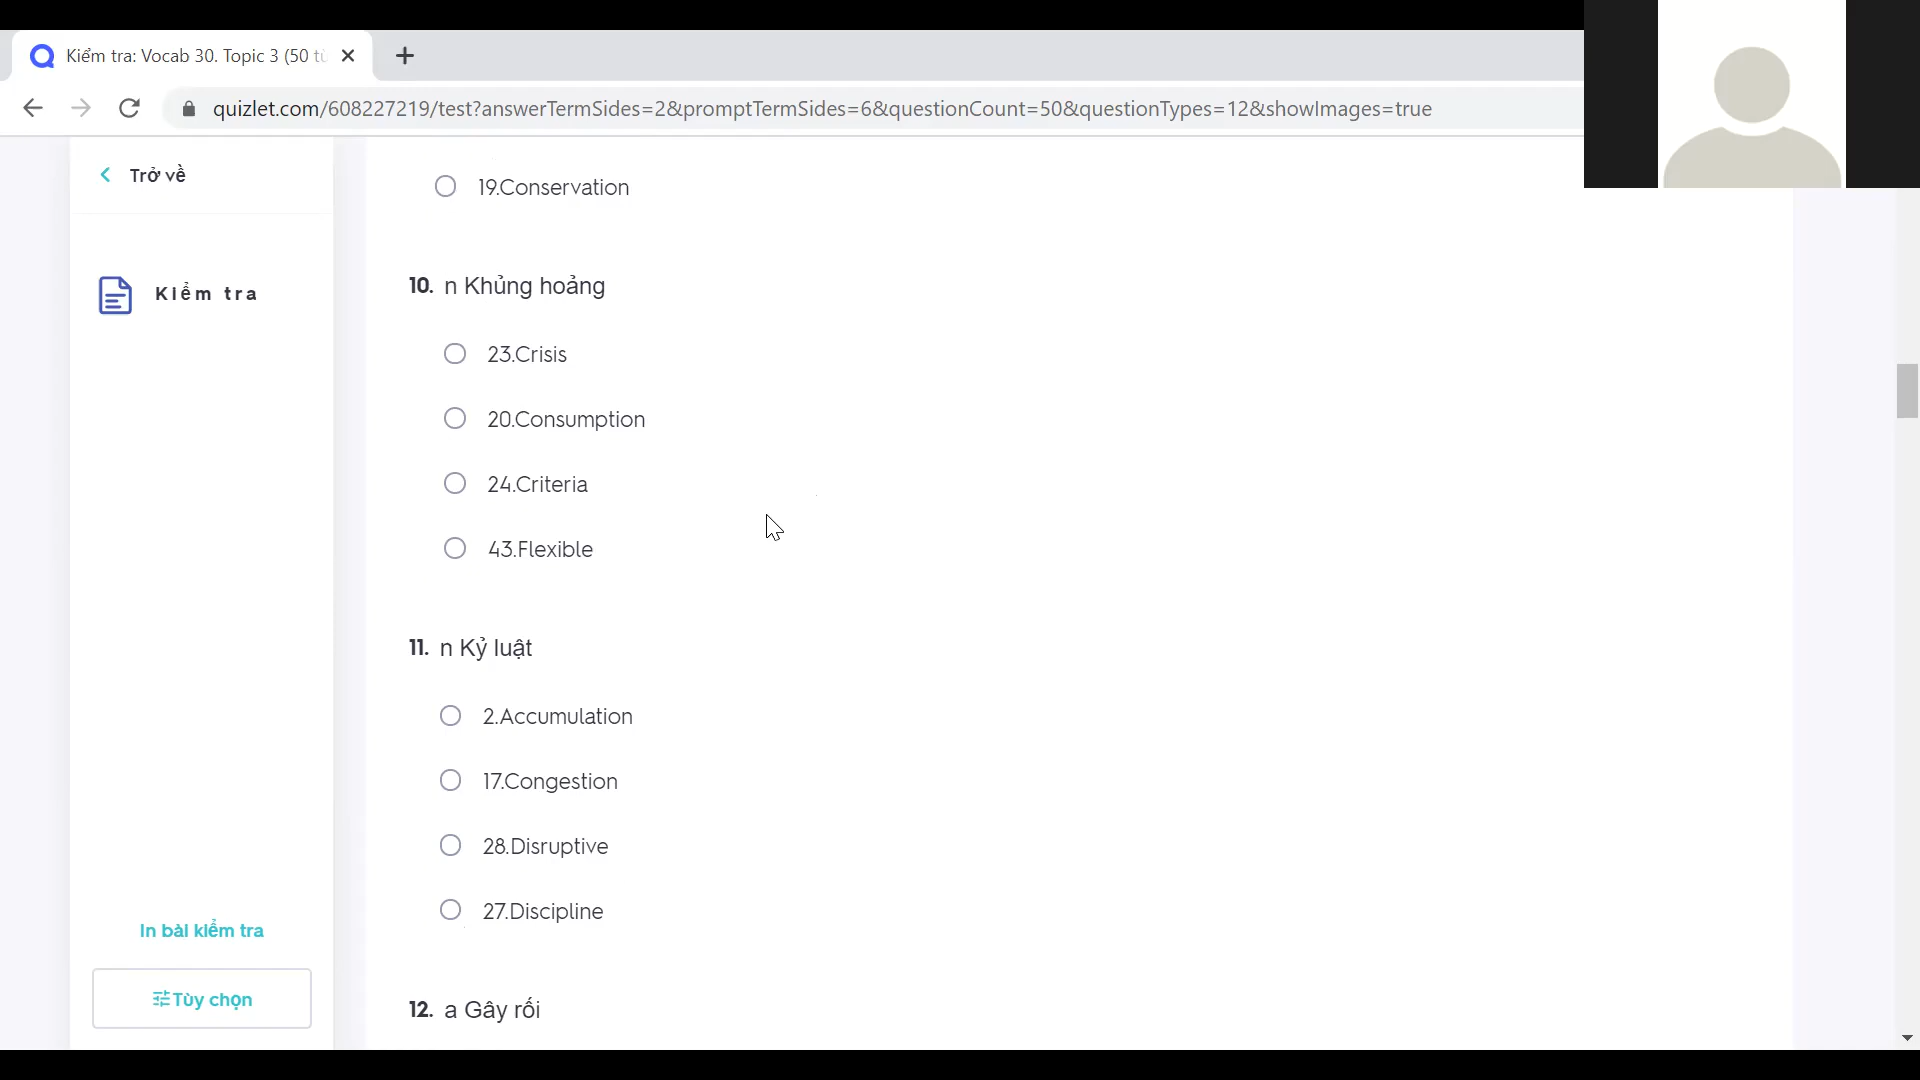 Kiểm tra: Vocab 30. Topic 3 (50 từ
quizlet.com/608227219/test?answerTermSides=2&promptTermSides=6&questionCount=50&questionTypes=12&showImages=true
Trở về
Kiểm tra
In bài kiểm tra
Tùy chọn
19.Conservation
10. n Khủng hoảng
23.Crisis
20.Consumption
24.Criteria
43.Flexible
11. n Kỷ luật
2.Accumulation
17.Congestion
28.Disruptive
27.Discipline
12. a Gây rối